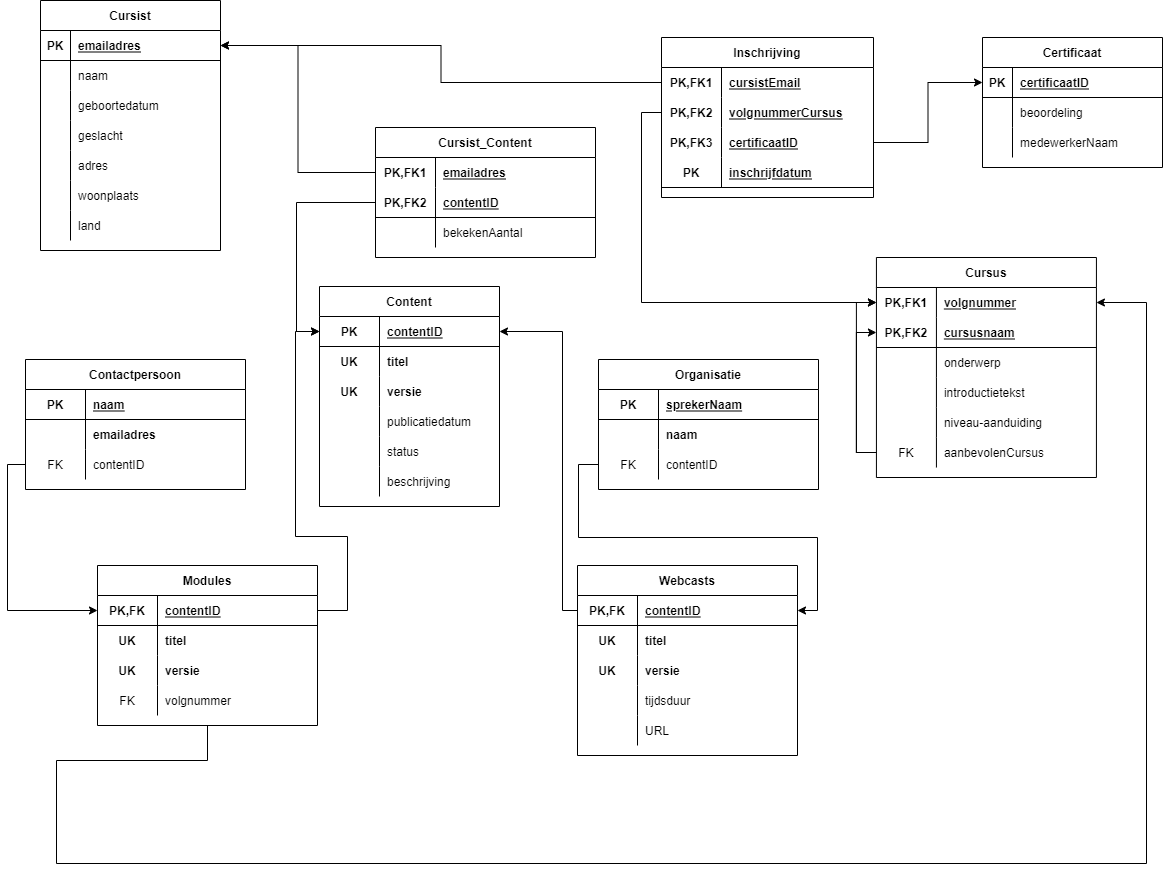 Cursist
PK emailadres
naam
geboortedatum
geslacht
adres
woonplaats
land
Inschrijving
PK,FK1 cursistEmail
PK,FK2 volgnummerCursus
PK,FK3 certificaatID
PK inschrijfdatum
Certificaat
PK certificaatID
beoordeling
medewerkerNaam
Cursist_Content
PK,FK1 emailadres
PK,FK2 contentID
bekekenAantal
Cursus
PK,FK1 volgnummer
PK,FK2 cursusnaam
onderwerp
introductietekst
niveau-aanduiding
FK aanbevolenCursus
Content
PK contentID
UK titel
UK versie
publicatiedatum
status
beschrijving
Contactpersoon
PK naam
emailadres
FK contentID
Organisatie
PK sprekerNaam
naam
FK contentID
Modules
PK,FK contentID
UK titel
UK versie
FK volgnummer
Webcasts
PK,FK contentID
UK titel
UK versie
tijdsduur
URL